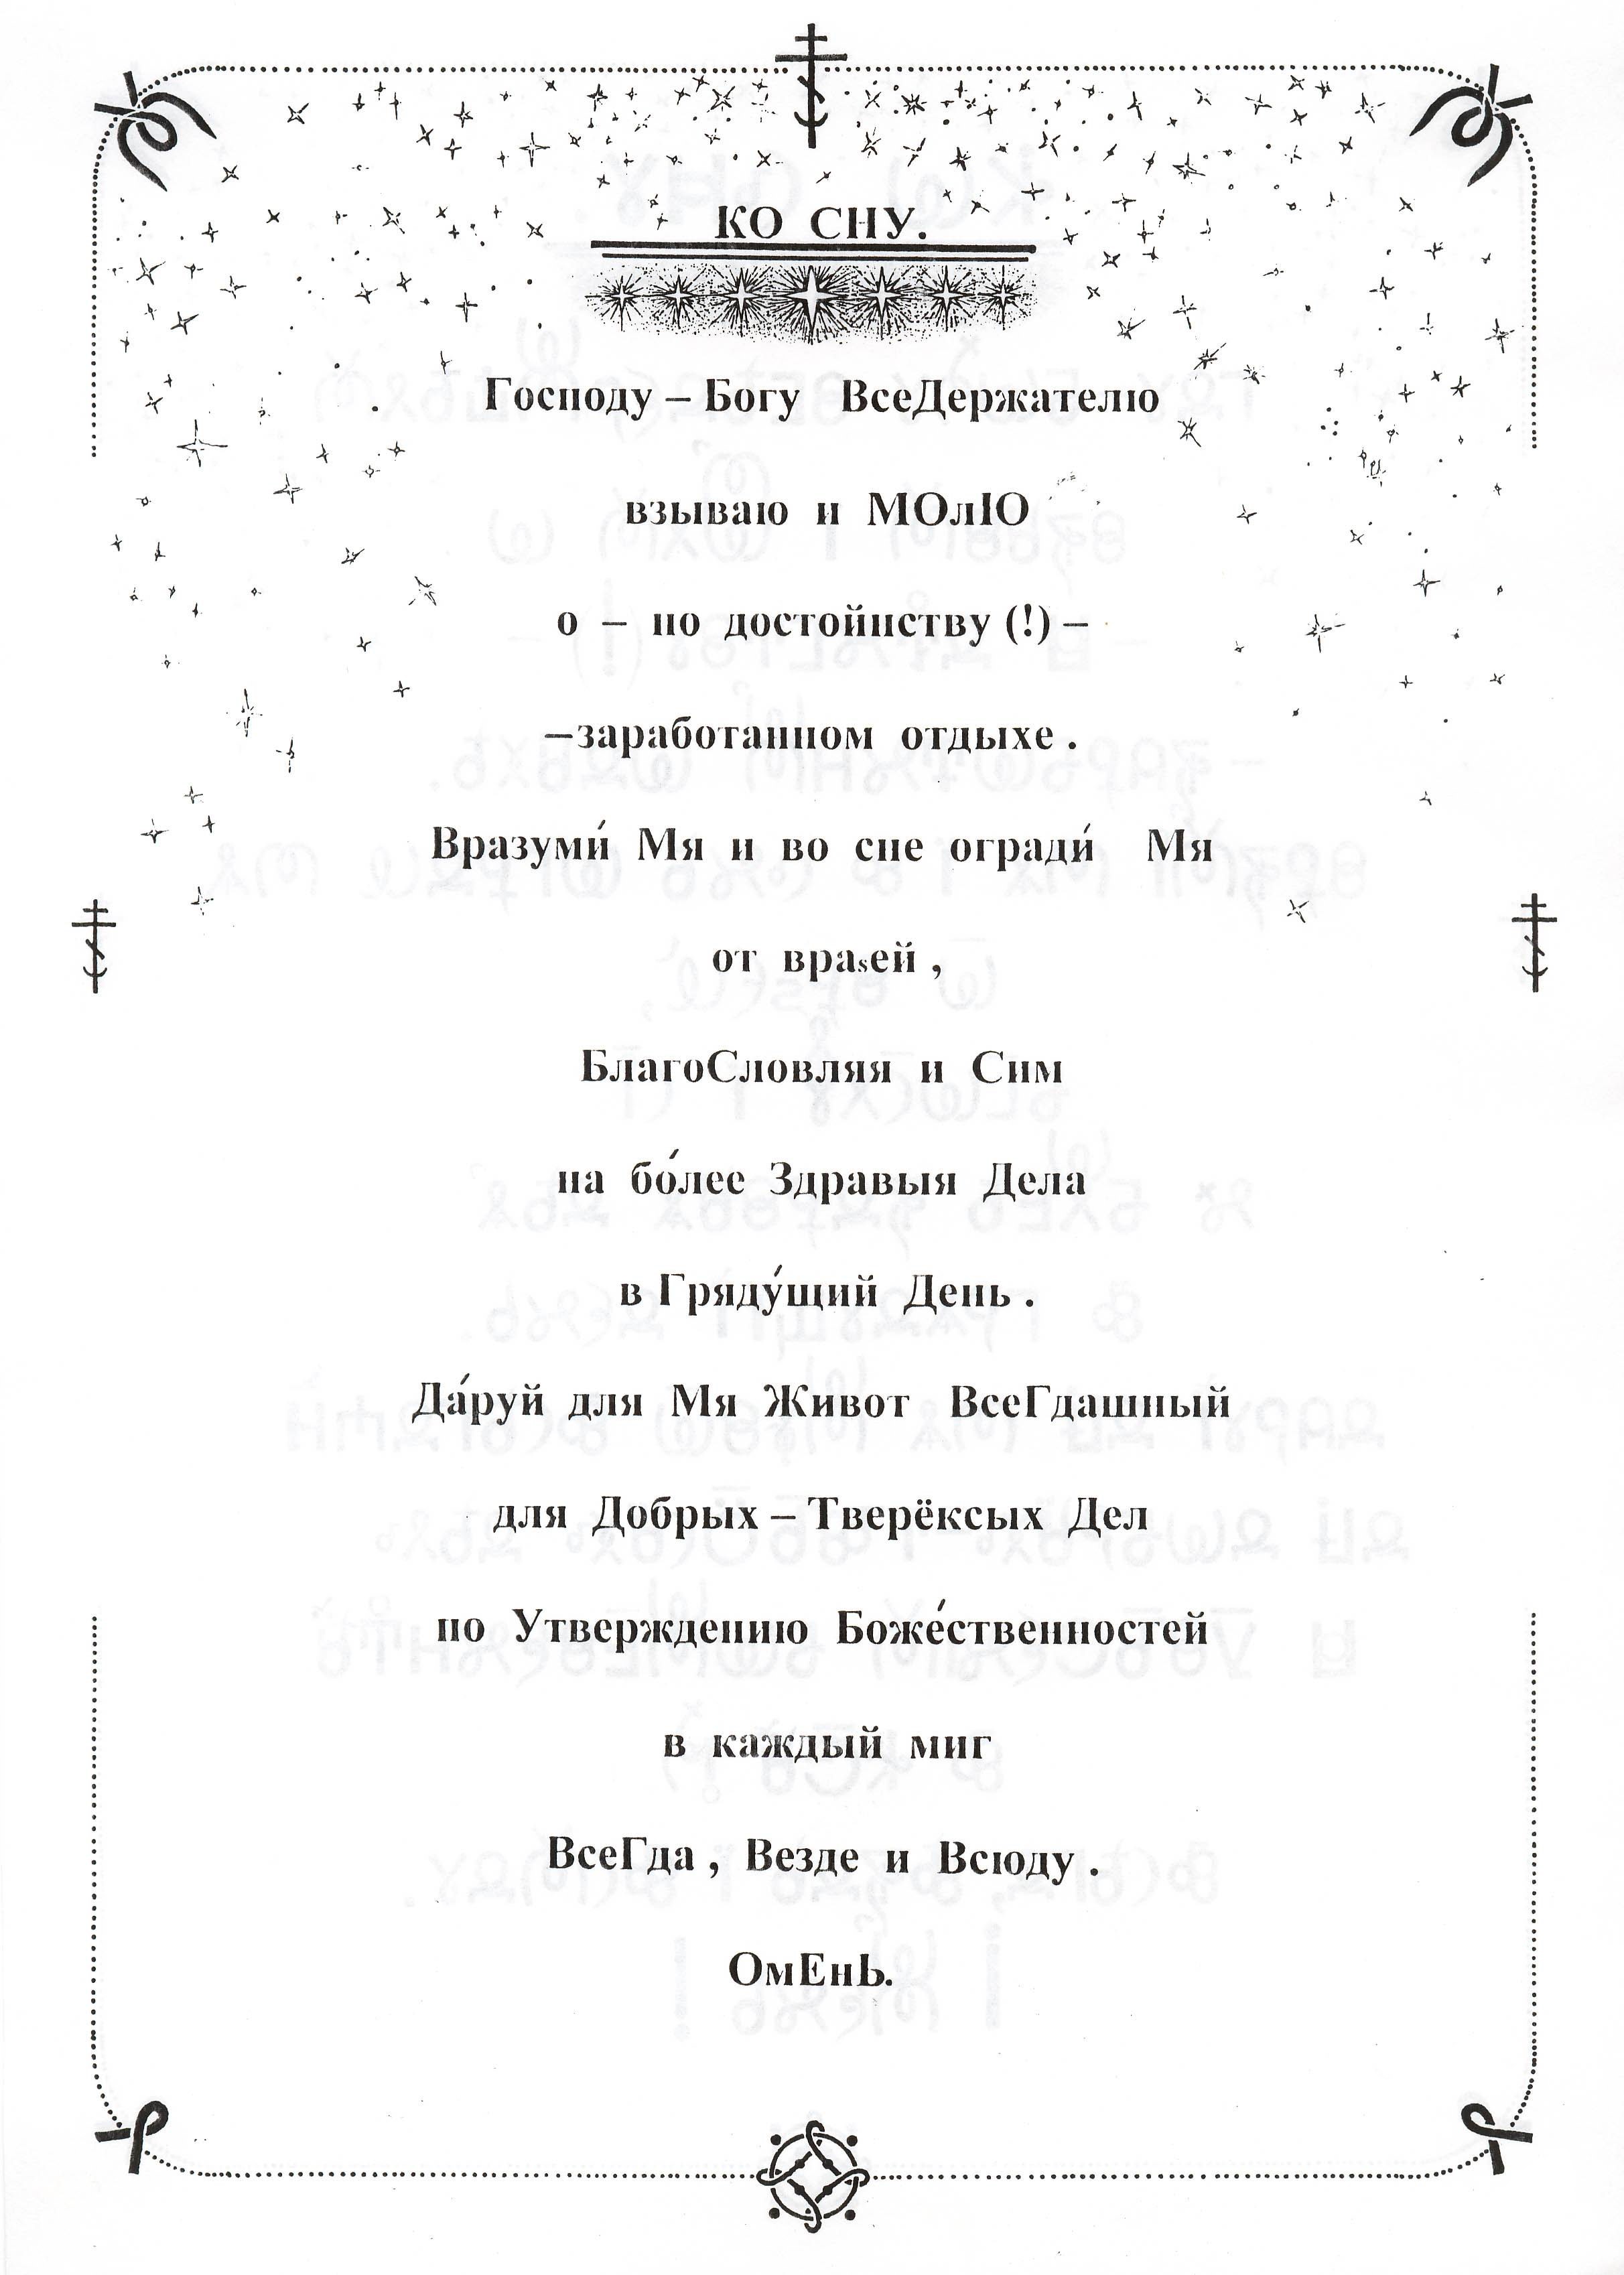 КО СНУ.
Господу – Богу ВсеДержателю
взываю и МОлЮ
о – по достойнству (!) –
–заработанном отдыхе .
Вразуми́ Мя и во сне огради́ Мя
от враѕей ,
БлагоСловляя и Сим
на бо́лее Здравыя Дела
в Гряду́щий День .
Да́руй для Мя Живот ВсеГдашный
для Добрых – Тверёксых Дел
по Утверждению Боже́ственностей
в каждый миг
ВсеГда , Везде и Всюду .
ОмЕнЬ.